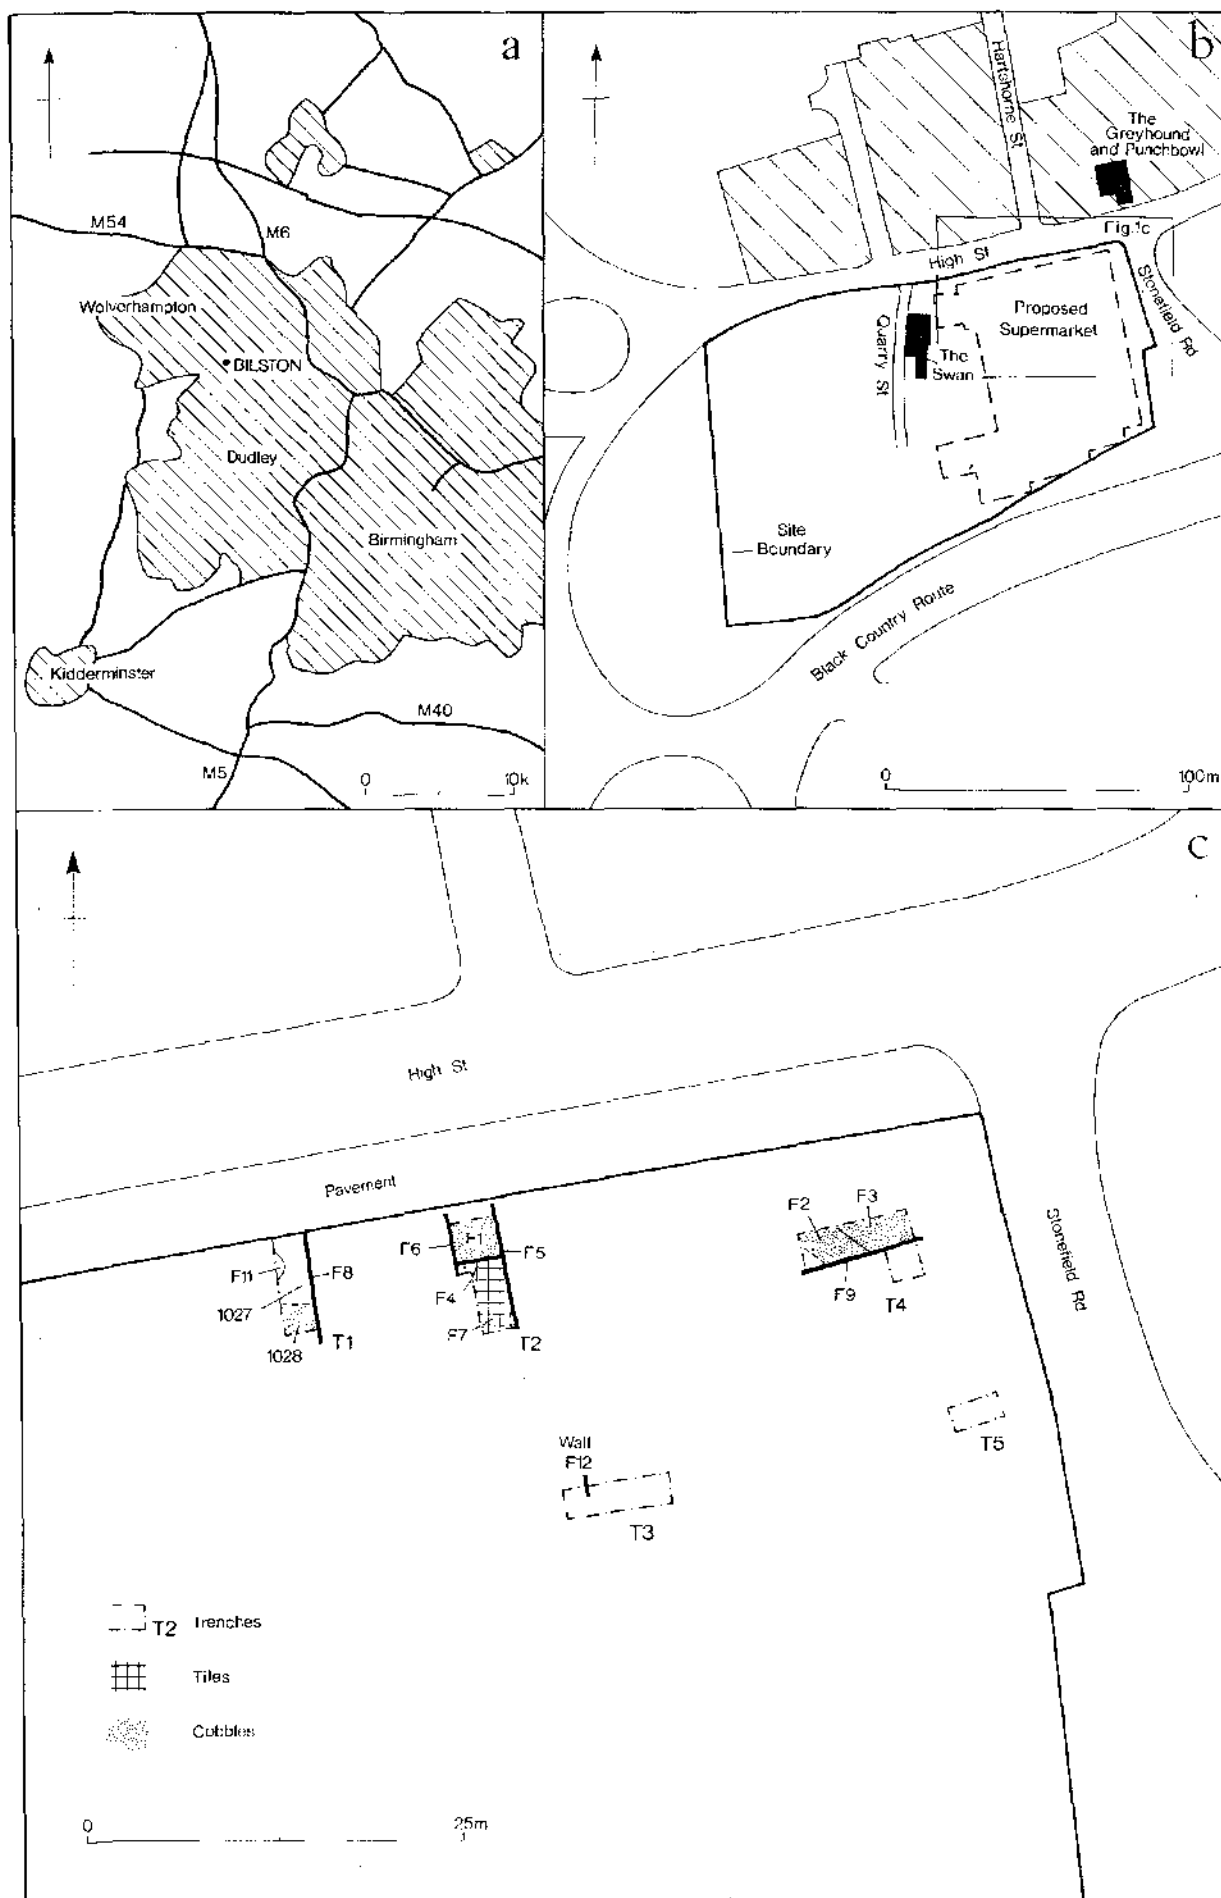 a
M54
M6
Wolverhampton
BILSTON
Dudley
Birmingham
Kidderminster
M40
M5
0
10k
b
Hartshorne St
The
Greyhound
and Punchbowl
Fig.1c
High St
Stonefield Rd
Proposed
Supermarket
Quarry St
The
Swan
Site
Boundary
Black Country Route
0
100m
c
High St
Pavement
Stonefield Rd
F11
F8
1027
1028
T1
F6
F1
F5
F4
F7
T2
F2
F3
F9
T4
T5
Wall
F12
T3
T2
Trenches
Tiles
Cobbles
0
25m